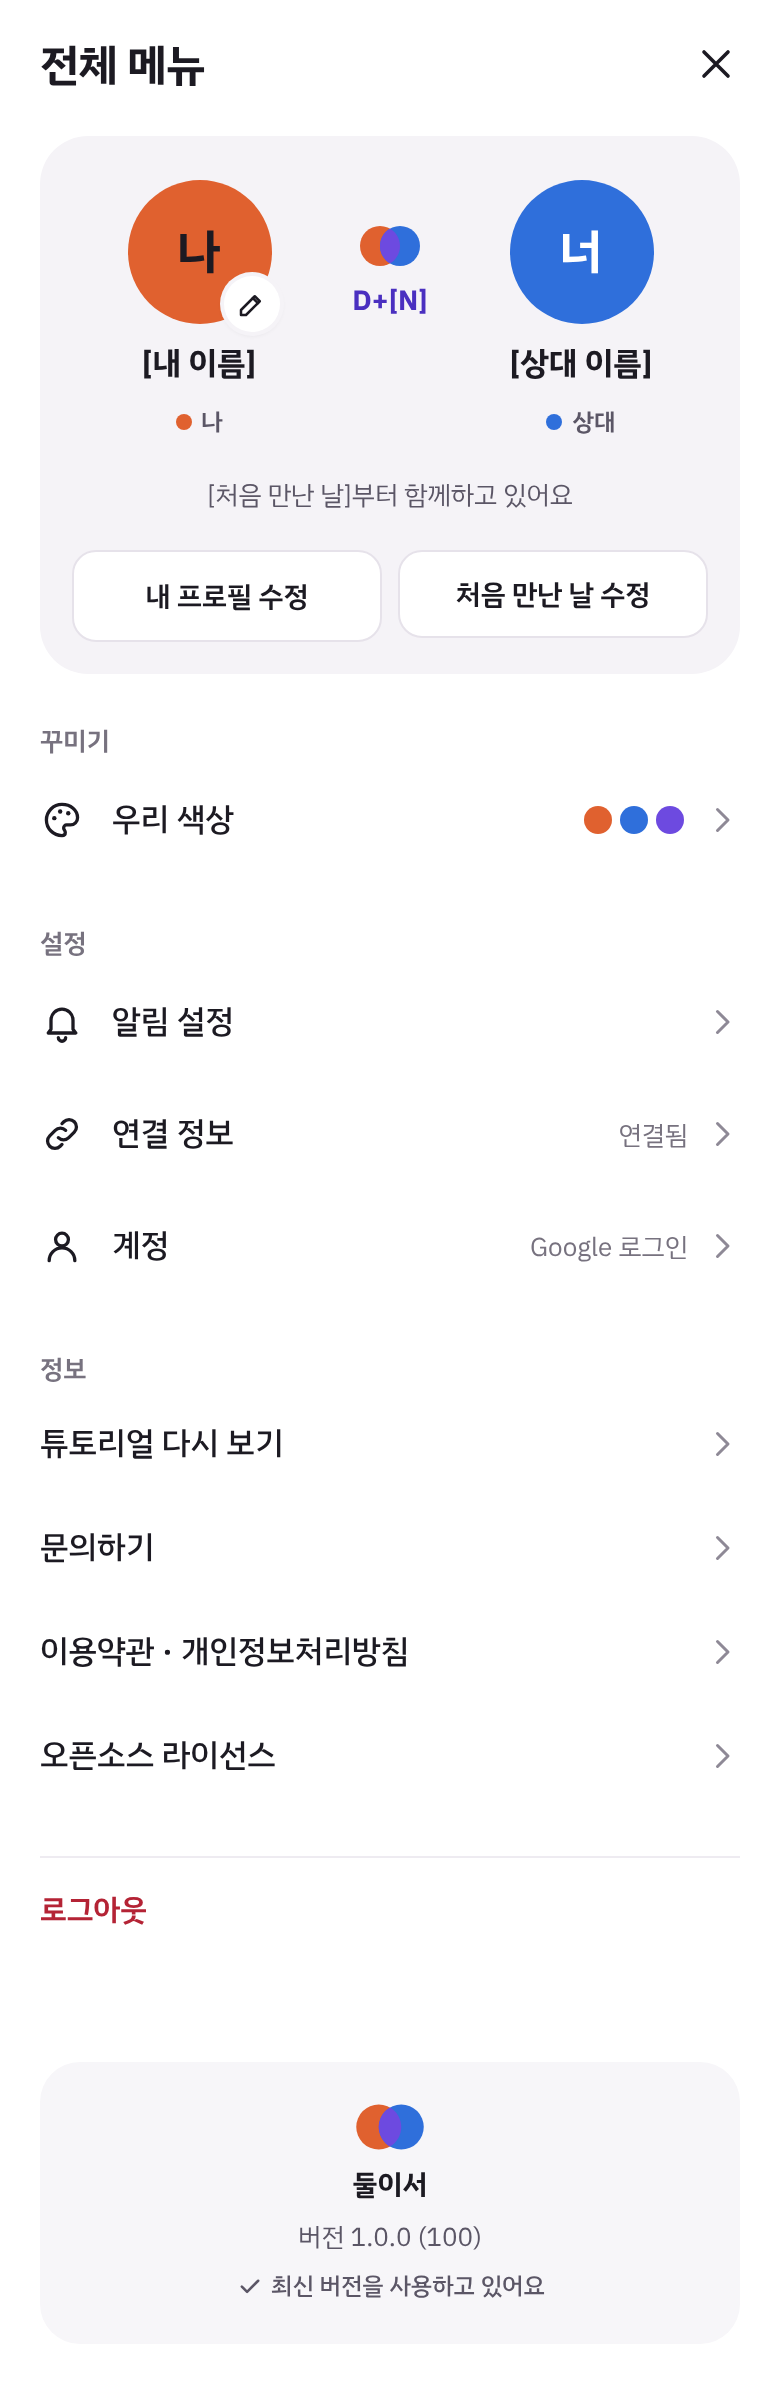 전체 메뉴
나
너
D+[N]
[내 이름]
[상대 이름]
나
상대
[처음 만난 날]부터 함께하고 있어요
내 프로필 수정
처음 만난 날 수정
꾸미기
우리 색상
설정
알림 설정
연결 정보
연결됨
계정
Google 로그인
정보
튜토리얼 다시 보기
문의하기
이용약관 · 개인정보처리방침
오픈소스 라이선스
로그아웃
둘이서
버전 1.0.0 (100)
최신 버전을 사용하고 있어요